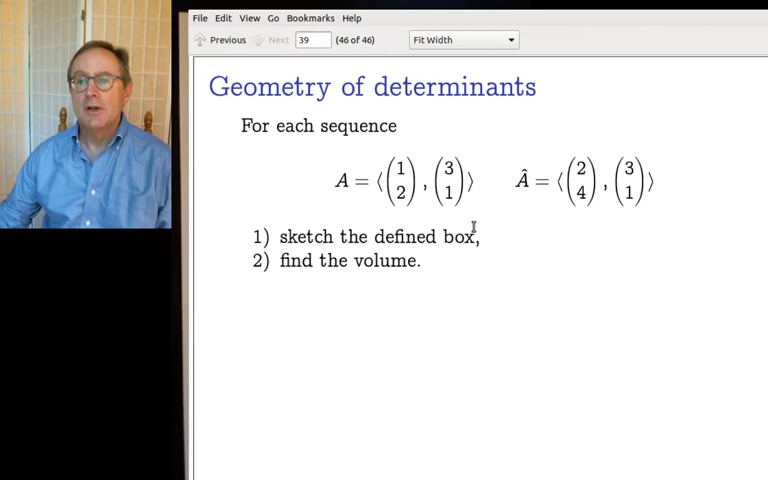 File Edit View Go Bookmarks Help
Previous Next 39 (46 of 46) Fit Width
Geometry of determinants
For each sequence
A = ⟨(1 2), (3 1)⟩ Â = ⟨(2 4), (3 1)⟩
1) sketch the defined box,
2) find the volume.